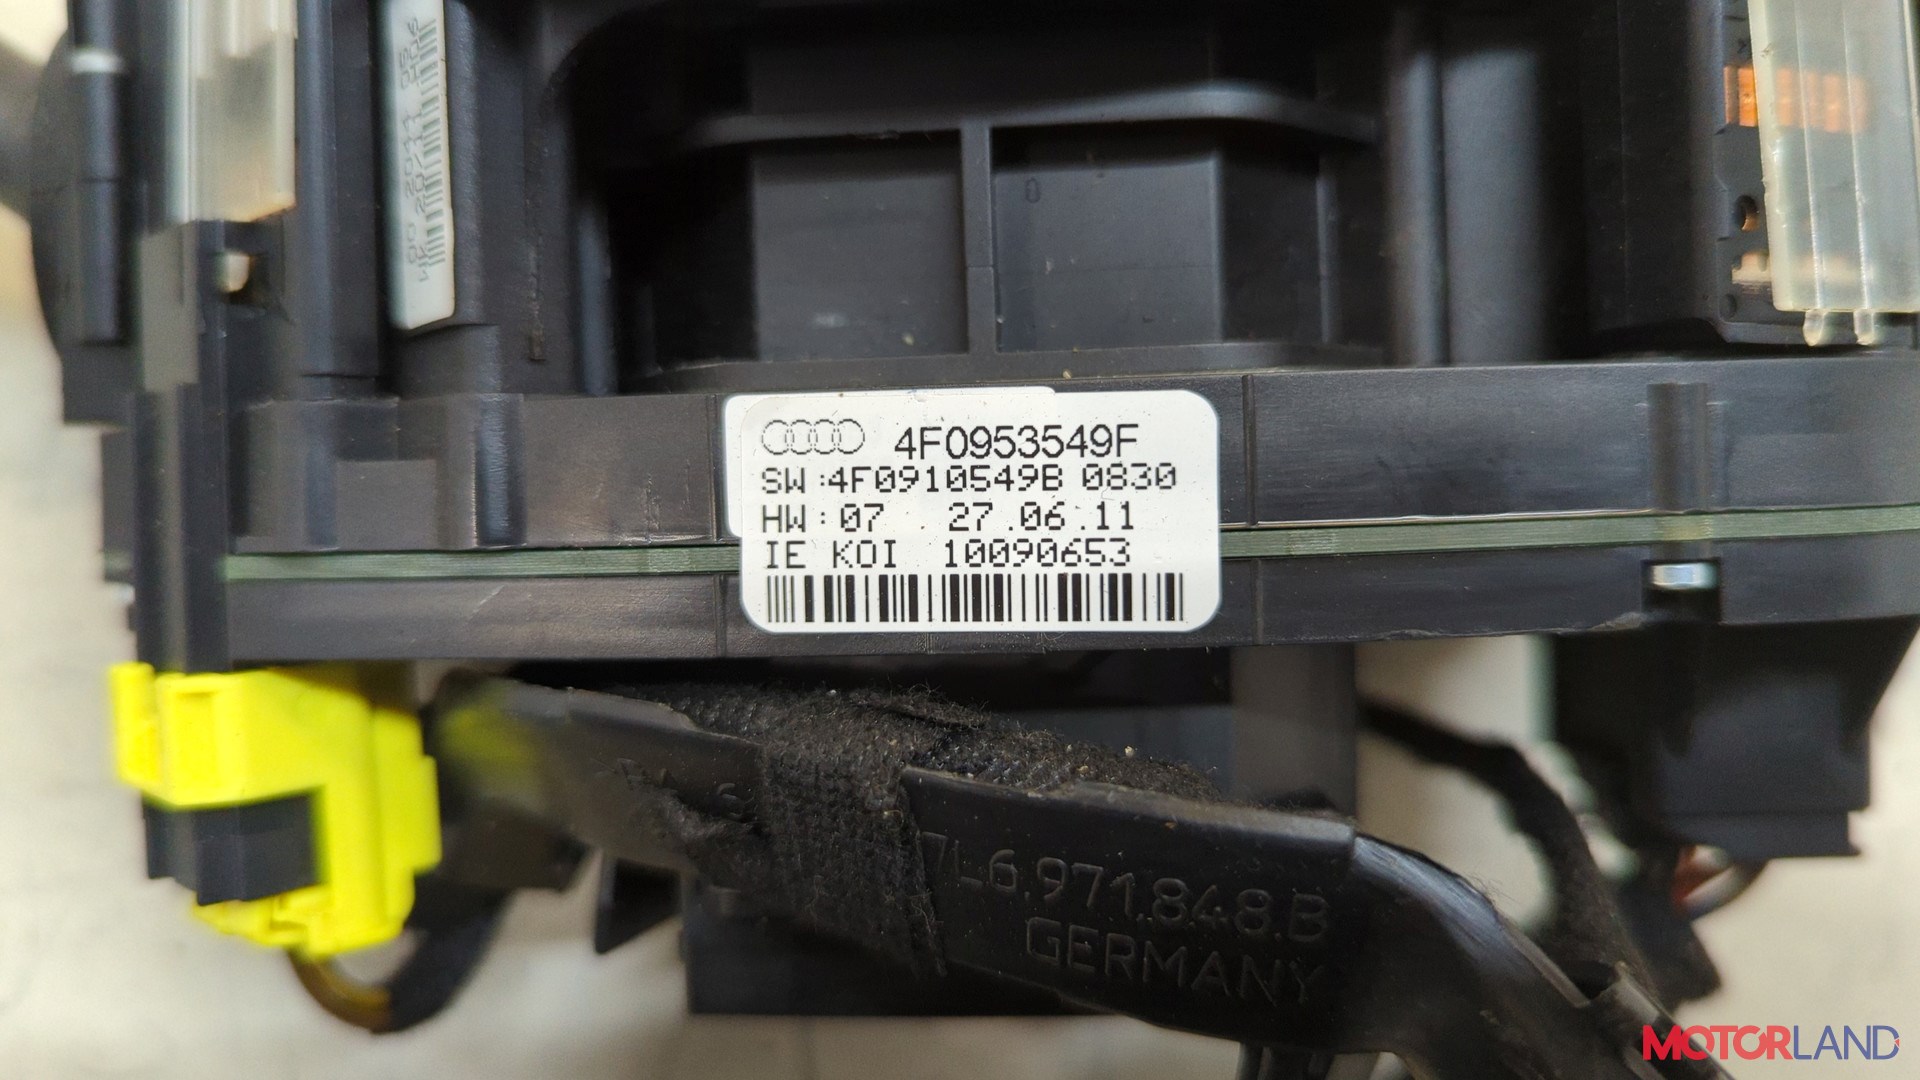 4F0953549F
SW:4F0910549B 0830
HW:07 27.06.11
IE KOI 10090653
7L6.971.848.B
GERMANY
MOTORLAND